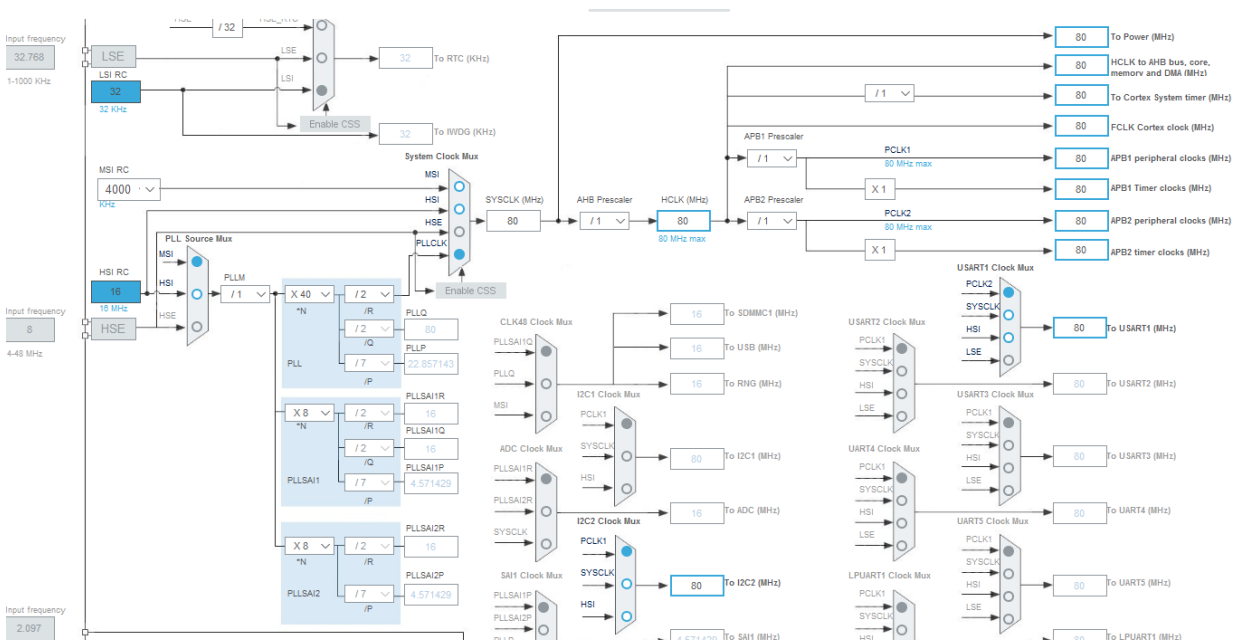 HSE
/ 32
HSE_RTC
Input frequency
32.768
1-1000 KHz
LSE
LSE
LSI
32
To RTC (KHz)
LSI RC
32
32 KHz
Enable CSS
32
To IWDG (KHz)
80
To Power (MHz)
80
HCLK to AHB bus, core,
memory and DMA (MHz)
/ 1
80
To Cortex System timer (MHz)
80
FCLK Cortex clock (MHz)
APB1 Prescaler
/ 1
PCLK1
80 MHz max
80
APB1 peripheral clocks (MHz)
X 1
80
APB1 Timer clocks (MHz)
System Clock Mux
MSI
HSI
HSE
PLLCLK
Enable CSS
SYSCLK (MHz)
80
AHB Prescaler
/ 1
HCLK (MHz)
80
80 MHz max
APB2 Prescaler
/ 1
PCLK2
80 MHz max
80
APB2 peripheral clocks (MHz)
X 1
80
APB2 timer clocks (MHz)
MSI RC
4000
KHz
PLL Source Mux
MSI
HSI
HSE
HSI RC
16
16 MHz
Input frequency
8
4-48 MHz
HSE
PLLM
/ 1
X 40
*N
/ 2
/R
PLLQ
/ 2
80
/Q
PLLP
PLL
/ 7
22.857143
/P
PLLSAI1R
X 8
*N
/ 2
16
/R
PLLSAI1Q
/ 2
16
/Q
PLLSAI1P
PLLSAI1
/ 7
4.571429
/P
PLLSAI2R
X 8
*N
/ 2
16
/R
PLLSAI2P
PLLSAI2
/ 7
4.571429
/P
Input frequency
2.097
CLK48 Clock Mux
PLLSAI1Q
PLLQ
MSI
16
To SDMMC1 (MHz)
16
To USB (MHz)
16
To RNG (MHz)
I2C1 Clock Mux
PCLK1
SYSCLK
HSI
80
To I2C1 (MHz)
ADC Clock Mux
PLLSAI1R
PLLSAI2R
SYSCLK
16
To ADC (MHz)
I2C2 Clock Mux
PCLK1
SYSCLK
HSI
80
To I2C2 (MHz)
SAI1 Clock Mux
PLLSAI1P
PLLSAI2P
PLLP
4.571429
To SAI1 (MHz)
USART1 Clock Mux
PCLK2
SYSCLK
HSI
LSE
80
To USART1 (MHz)
USART2 Clock Mux
PCLK1
SYSCLK
HSI
LSE
80
To USART2 (MHz)
USART3 Clock Mux
PCLK1
SYSCLK
HSI
LSE
80
To USART3 (MHz)
UART4 Clock Mux
PCLK1
SYSCLK
HSI
LSE
80
To UART4 (MHz)
UART5 Clock Mux
PCLK1
SYSCLK
HSI
LSE
80
To UART5 (MHz)
LPUART1 Clock Mux
PCLK1
SYSCLK
HSI
80
To LPUART1 (MHz)